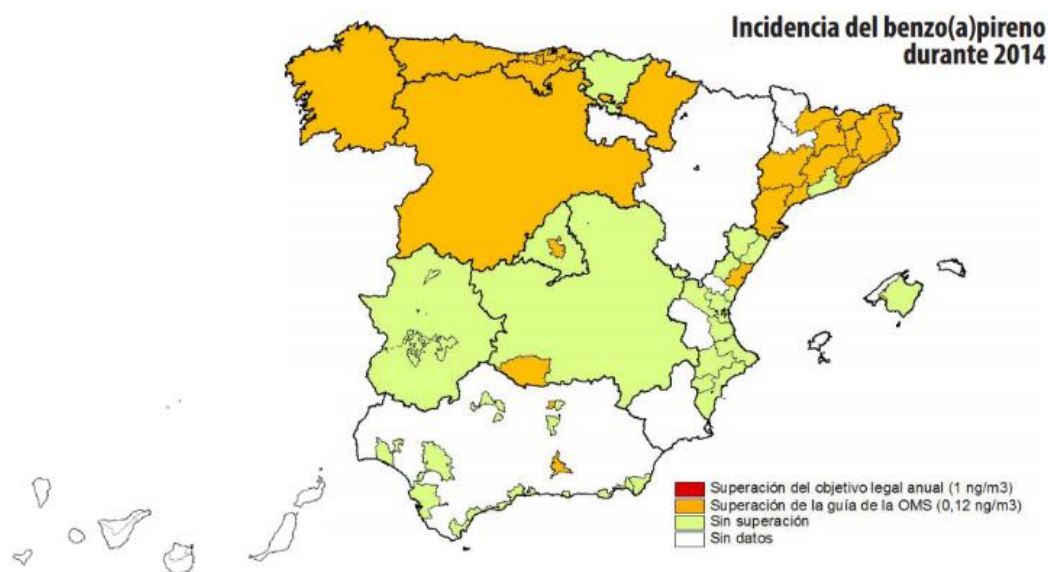 Incidencia del benzo(a)pireno
durante 2014
Superación del objetivo legal anual (1 ng/m3)
Superación de la guía de la OMS (0,12 ng/m3)
Sin superación
Sin datos